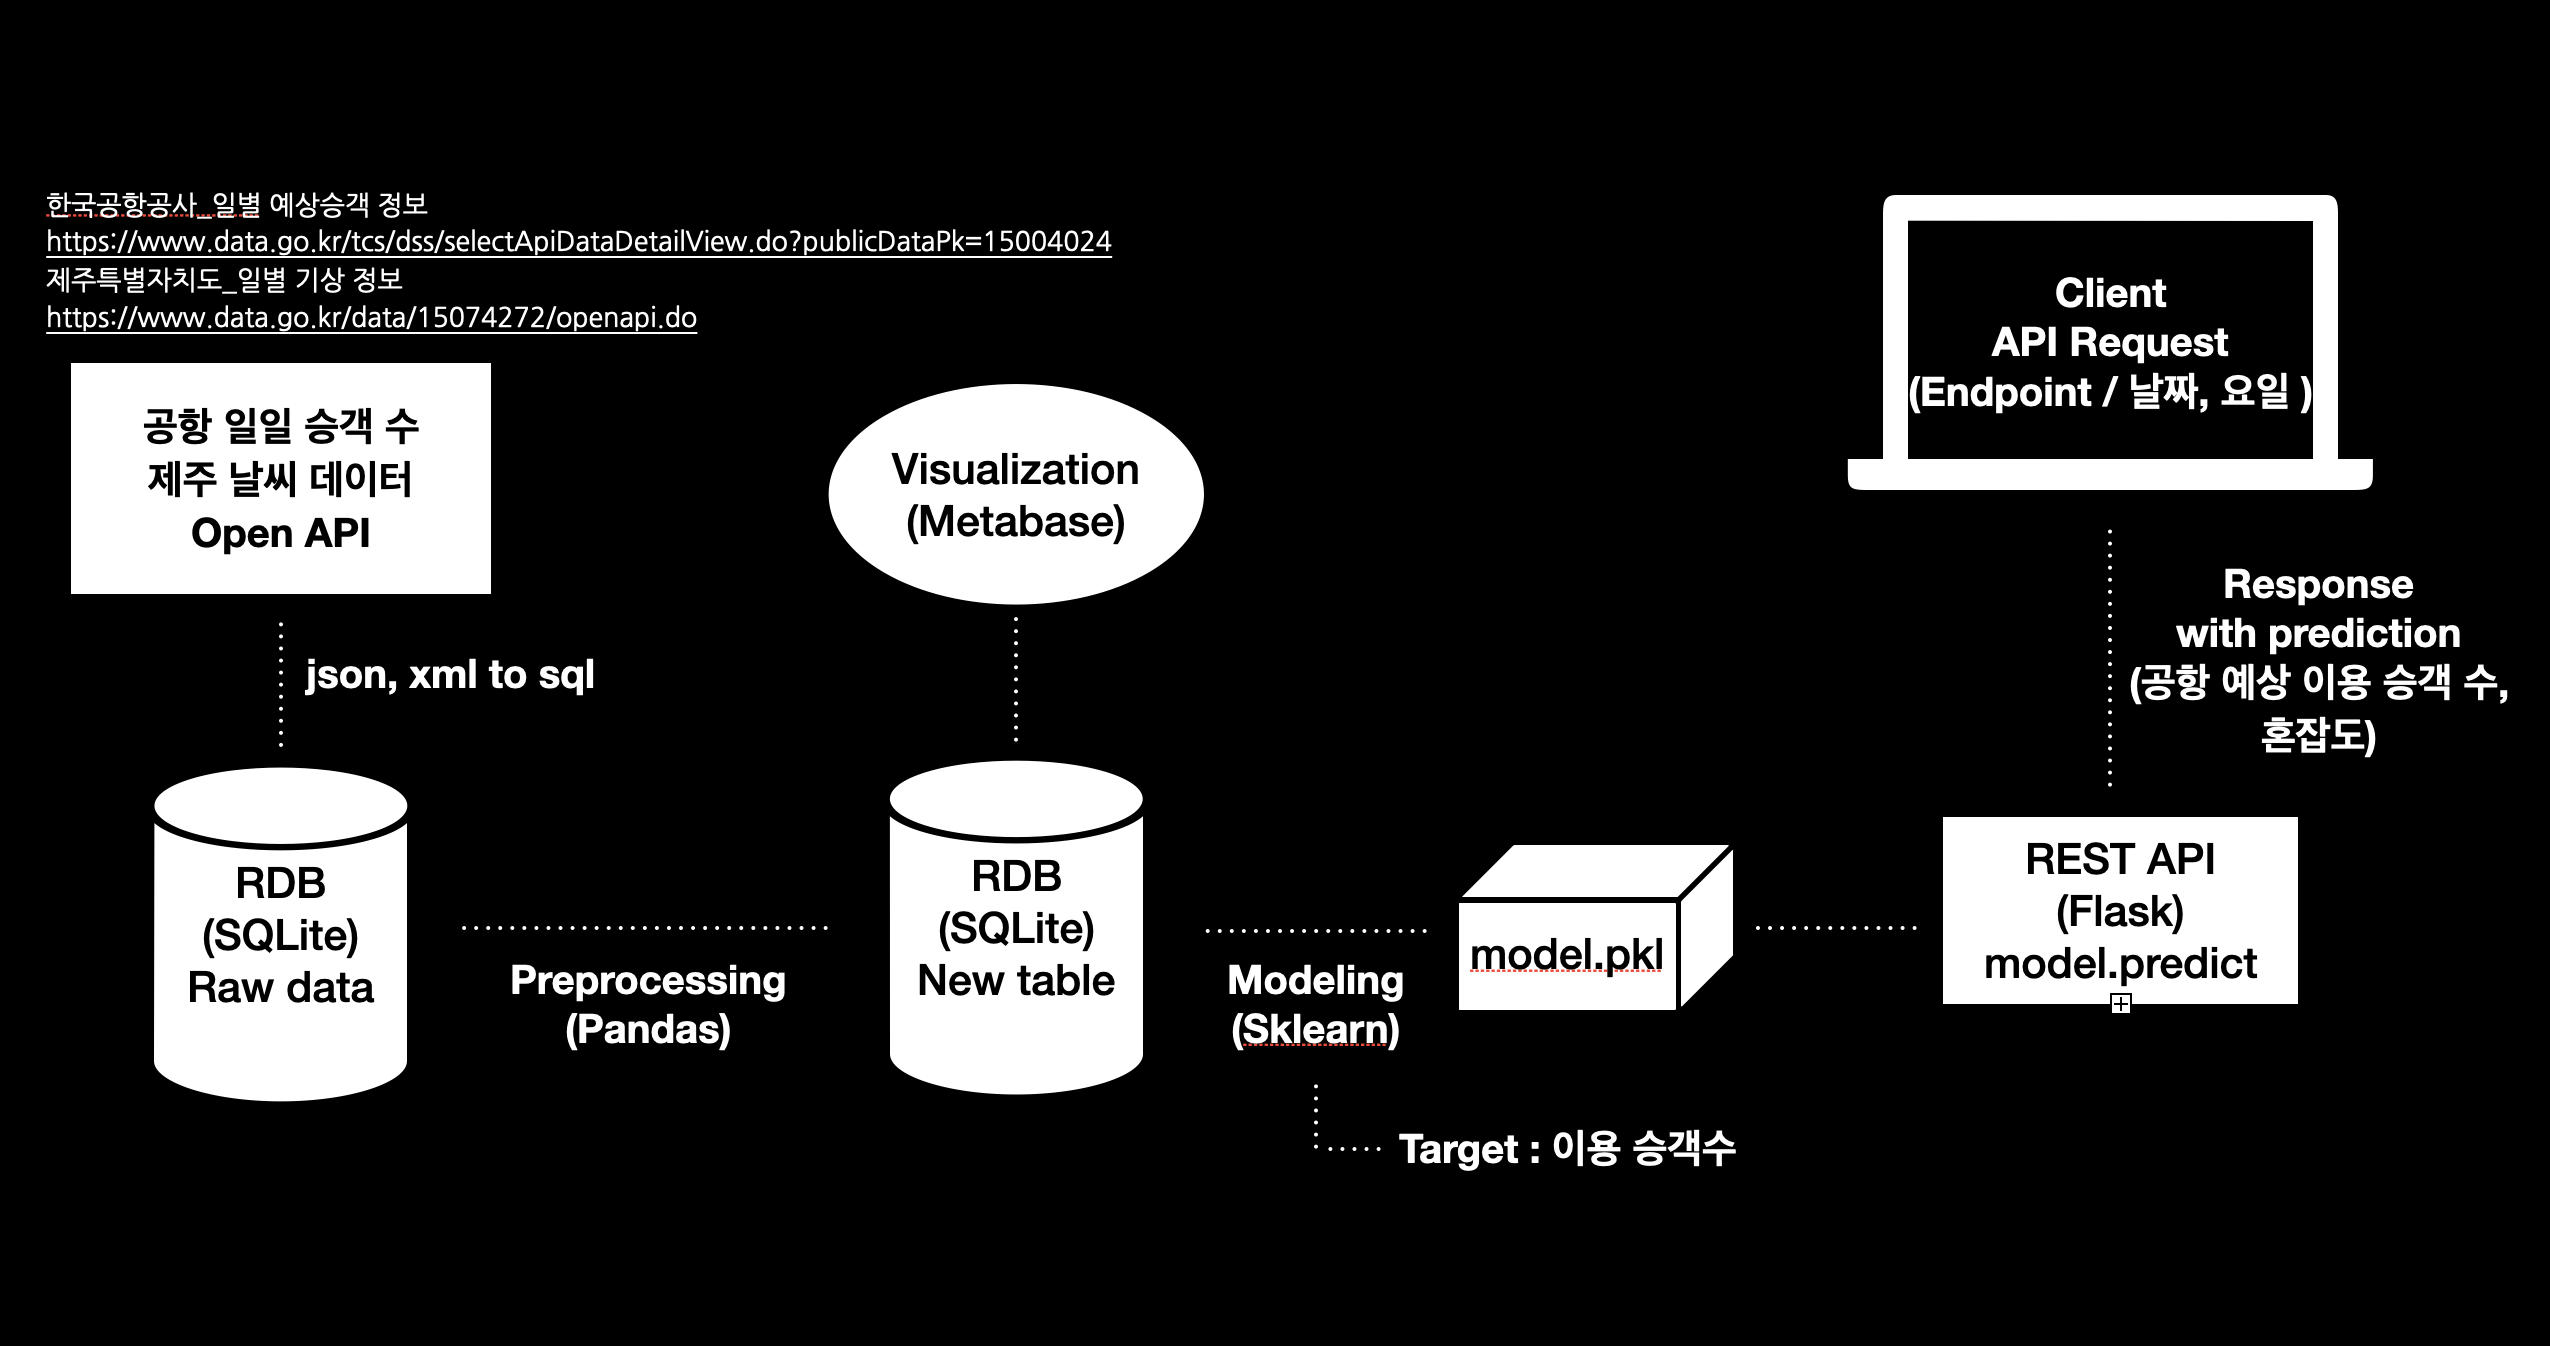 한국공항공사_일별 예상승객 정보
https://www.data.go.kr/tcs/dss/selectApiDataDetailView.do?publicDataPk=15004024
제주특별자치도_일별 기상 정보
https://www.data.go.kr/data/15074272/openapi.do
공항 일일 승객 수
제주 날씨 데이터
Open API
json, xml to sql
RDB
(SQLite)
Raw data
Preprocessing
(Pandas)
Visualization
(Metabase)
RDB
(SQLite)
New table
Modeling
(Sklearn)
Target : 이용 승객수
model.pkl
Client
API Request
(Endpoint / 날짜, 요일 )
Response
with prediction
(공항 예상 이용 승객 수,
혼잡도)
REST API
(Flask)
model.predict